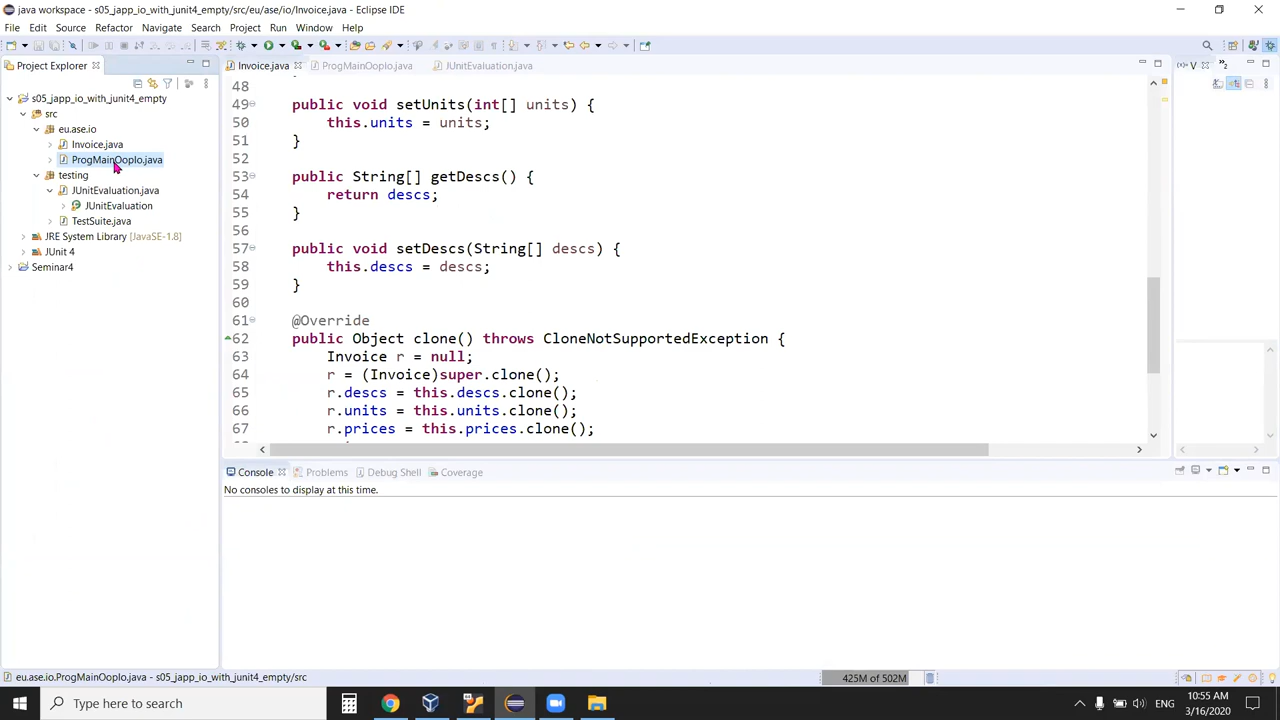 java workspace - s05_japp_io_with_junit4_empty/src/eu/ase/io/Invoice.java - Eclipse IDE
File Edit Source Refactor Navigate Search Project Run Window Help
Project Explorer
Invoice.java
ProgMainOopIo.java
JUnitEvaluation.java
V
s05_japp_io_with_junit4_empty
src
eu.ase.io
Invoice.java
ProgMainOopIo.java
testing
JUnitEvaluation.java
JUnitEvaluation
TestSuite.java
JRE System Library [JavaSE-1.8]
JUnit 4
Seminar4
48
49 public void setUnits(int[] units) {
50 this.units = units;
51 }
52
53 public String[] getDescs() {
54 return descs;
55 }
56
57 public void setDescs(String[] descs) {
58 this.descs = descs;
59 }
60
61 @Override
62 public Object clone() throws CloneNotSupportedException {
63 Invoice r = null;
64 r = (Invoice)super.clone();
65 r.descs = this.descs.clone();
66 r.units = this.units.clone();
67 r.prices = this.prices.clone();
Console Problems Debug Shell Coverage
No consoles to display at this time.
eu.ase.io.ProgMainOopIo.java - s05_japp_io_with_junit4_empty/src
425M of 502M
Type here to search
ENG
10:55 AM
3/16/2020